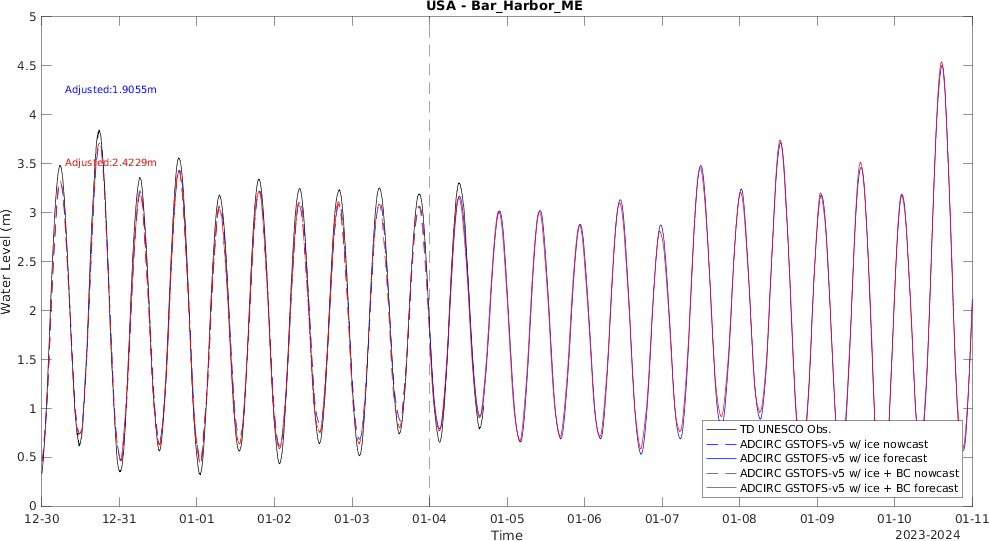 USA - Bar_Harbor_ME
5
4.5
4
3.5
3
2.5
2
1.5
1
0.5
0
Water Level (m)
Adjusted:1.9055m
Adjusted:2.4229m
TD UNESCO Obs.
ADCIRC GSTOFS-v5 w/ ice nowcast
ADCIRC GSTOFS-v5 w/ ice forecast
ADCIRC GSTOFS-v5 w/ ice + BC nowcast
ADCIRC GSTOFS-v5 w/ ice + BC forecast
12-30 12-31 01-01 01-02 01-03 01-04 01-05 01-06 01-07 01-08 01-09 01-10 01-11
Time
2023-2024